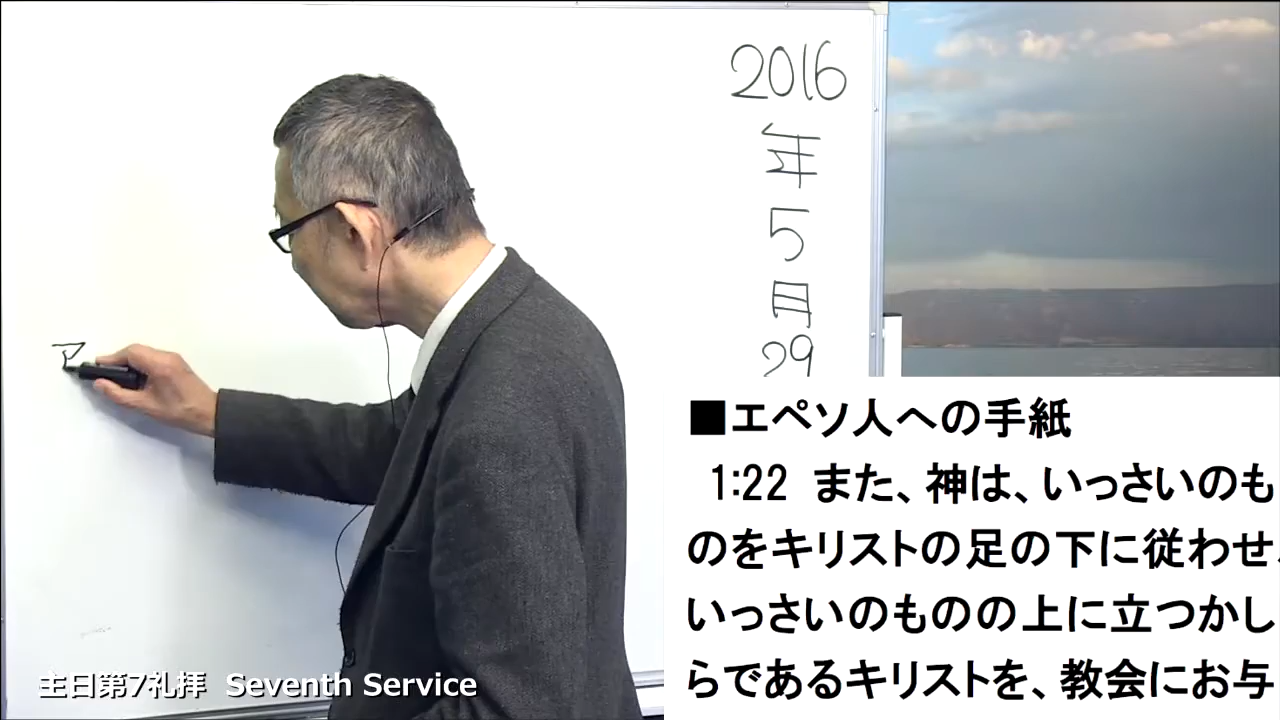 2016
年
5
月
29
■エペソ人への手紙
1:22 また、神は、いっさいのも
のをキリストの足の下に従わせ、
いっさいのものの上に立つかし
らであるキリストを、教会にお与
主日第7礼拝 Seventh Service